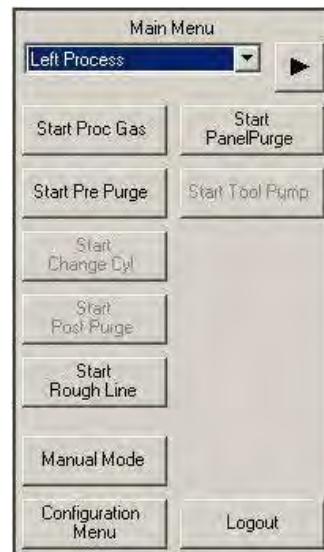 Main Menu
Left Process
Start Proc Gas
Start
PanelPurge
Start Pre Purge
Start Tool Pump
Start
Change Cyl
Start
Post Purge
Start
Rough Line
Manual Mode
Configuration
Menu
Logout